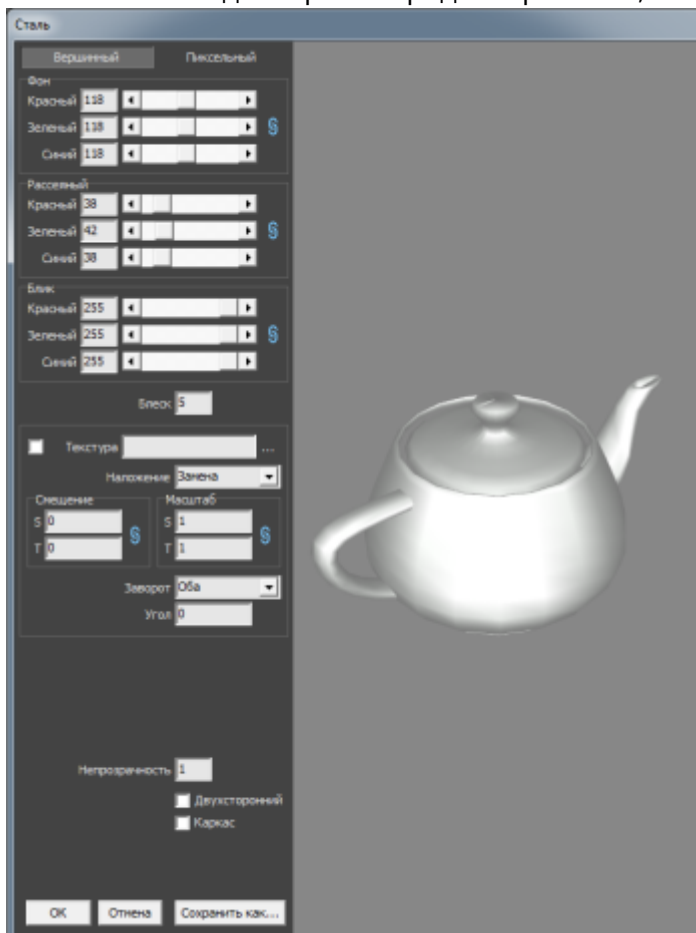 Сталь
Вершинный Пиксельный
Фон
Красный 118
Зеленый 118
Синий 118
Рассеяный
Красный 38
Зеленый 42
Синий 38
Блик
Красный 255
Зеленый 255
Синий 255
Блеск 5
Текстура ...
Наложение Замена
Смещение Масштаб
S 0 S 1
T 0 T 1
Заворот Оба
Угол 0
Непрозрачность 1
Двухсторонний
Каркас
ОК Отмена Сохранить как...